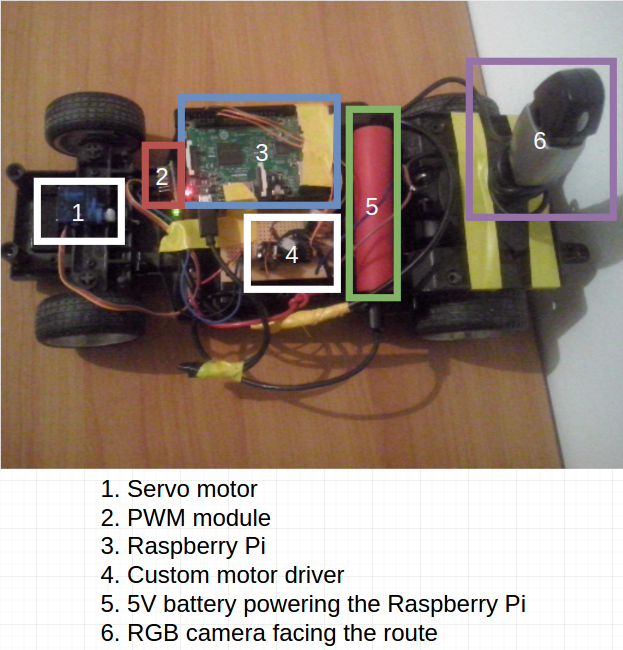 1
2
3
4
5
6
1. Servo motor
2. PWM module
3. Raspberry Pi
4. Custom motor driver
5. 5V battery powering the Raspberry Pi
6. RGB camera facing the route